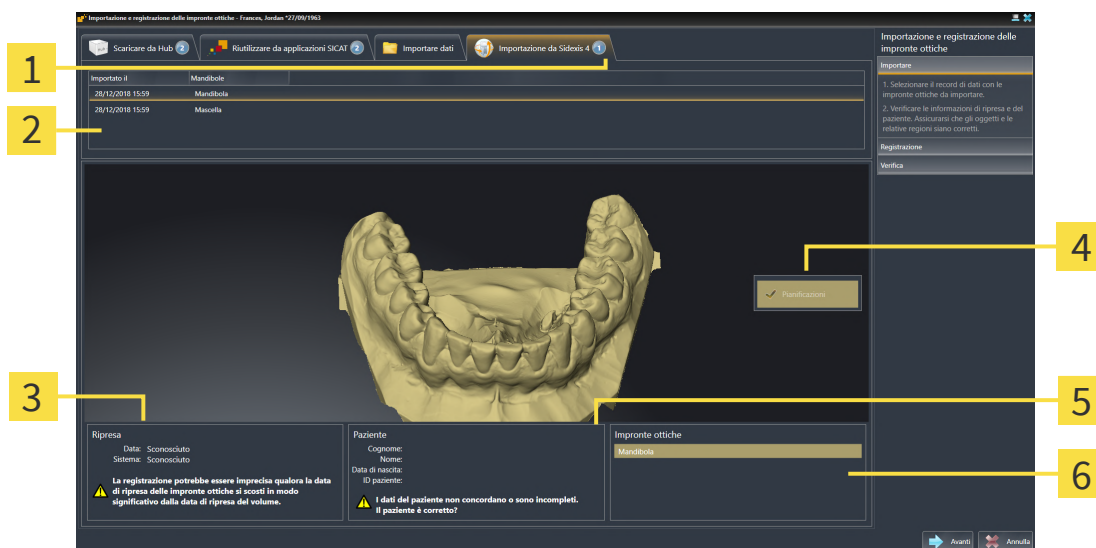 Importazione e registrazione delle impronte ottiche - Frances, Jordan *27/09/1963
Scaricare da Hub 2
Riutilizzare da applicazioni SICAT 2
Importare dati
Importazione da Sidexis 4 1
Importato il Mandibole
28/12/2018 15:59 Mandibola
28/12/2018 15:59 Mascella
Importazione e registrazione delle
impronte ottiche
Importare
1. Selezionare il record di dati con le
impronte ottiche da importare.
2. Verificare le informazioni di ripresa e del
paziente. Assicurarsi che gli oggetti e le
relative regioni siano corretti.
Registrazione
Verifica
1
2
3
4
5
6
Pianificazioni
Ripresa
Data: Sconosciuto
Sistema: Sconosciuto
La registrazione potrebbe essere imprecisa qualora la data
di ripresa delle impronte ottiche si scosti in modo
significativo dalla data di ripresa del volume.
Paziente
Cognome:
Nome:
Data di nascita:
ID paziente:
I dati del paziente non concordano o sono incompleti.
Il paziente è corretto?
Impronte ottiche
Mandibola
Avanti
Annulla